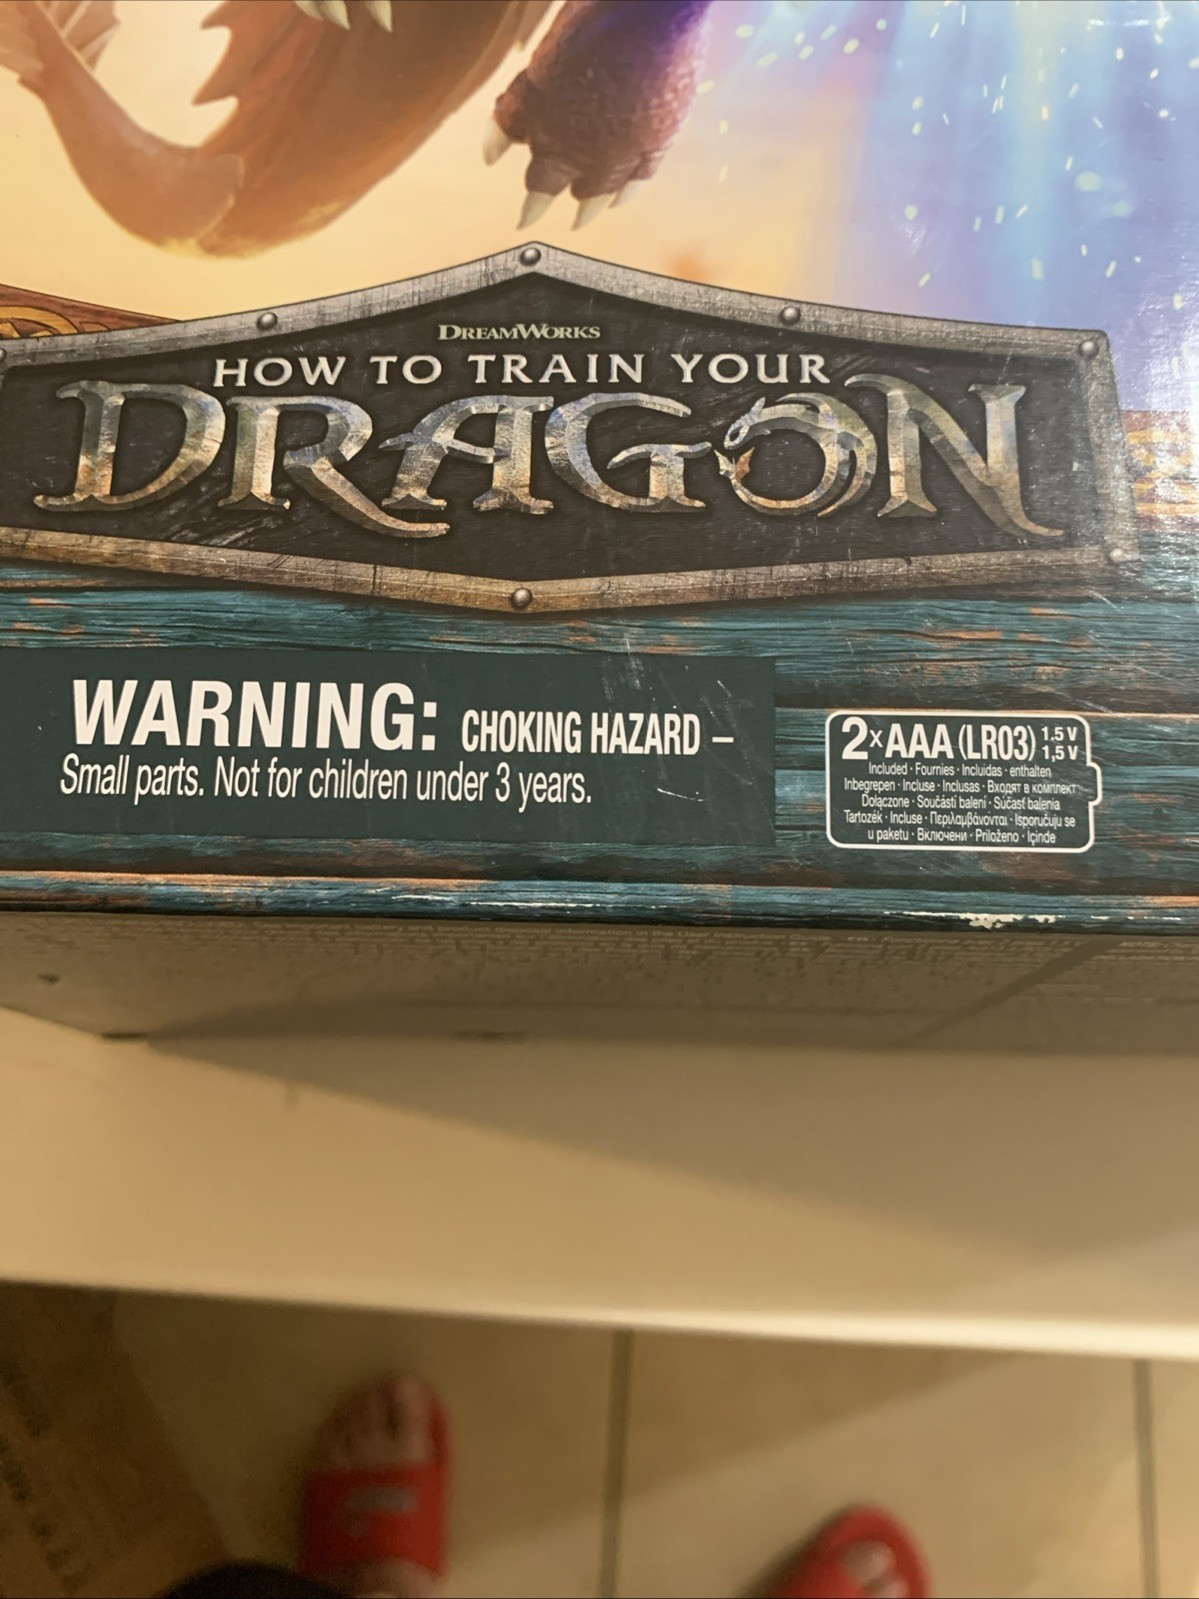 DREAMWORKS
HOW TO TRAIN YOUR
DRAGON
WARNING: CHOKING HAZARD –
Small parts. Not for children under 3 years.
2×AAA (LR03) 1.5 V
1,5 V
Included · Fournies · Incluidas · enthalten
Inbegrepen · Incluse · Inclusas · Входят в комплект
Dołączone · Součástí balení · Súčasť balenia
Tartozék · Incluse · Περιλαμβάνονται · Isporučuju se
u paketu · Включени · Priloženo · İçinde